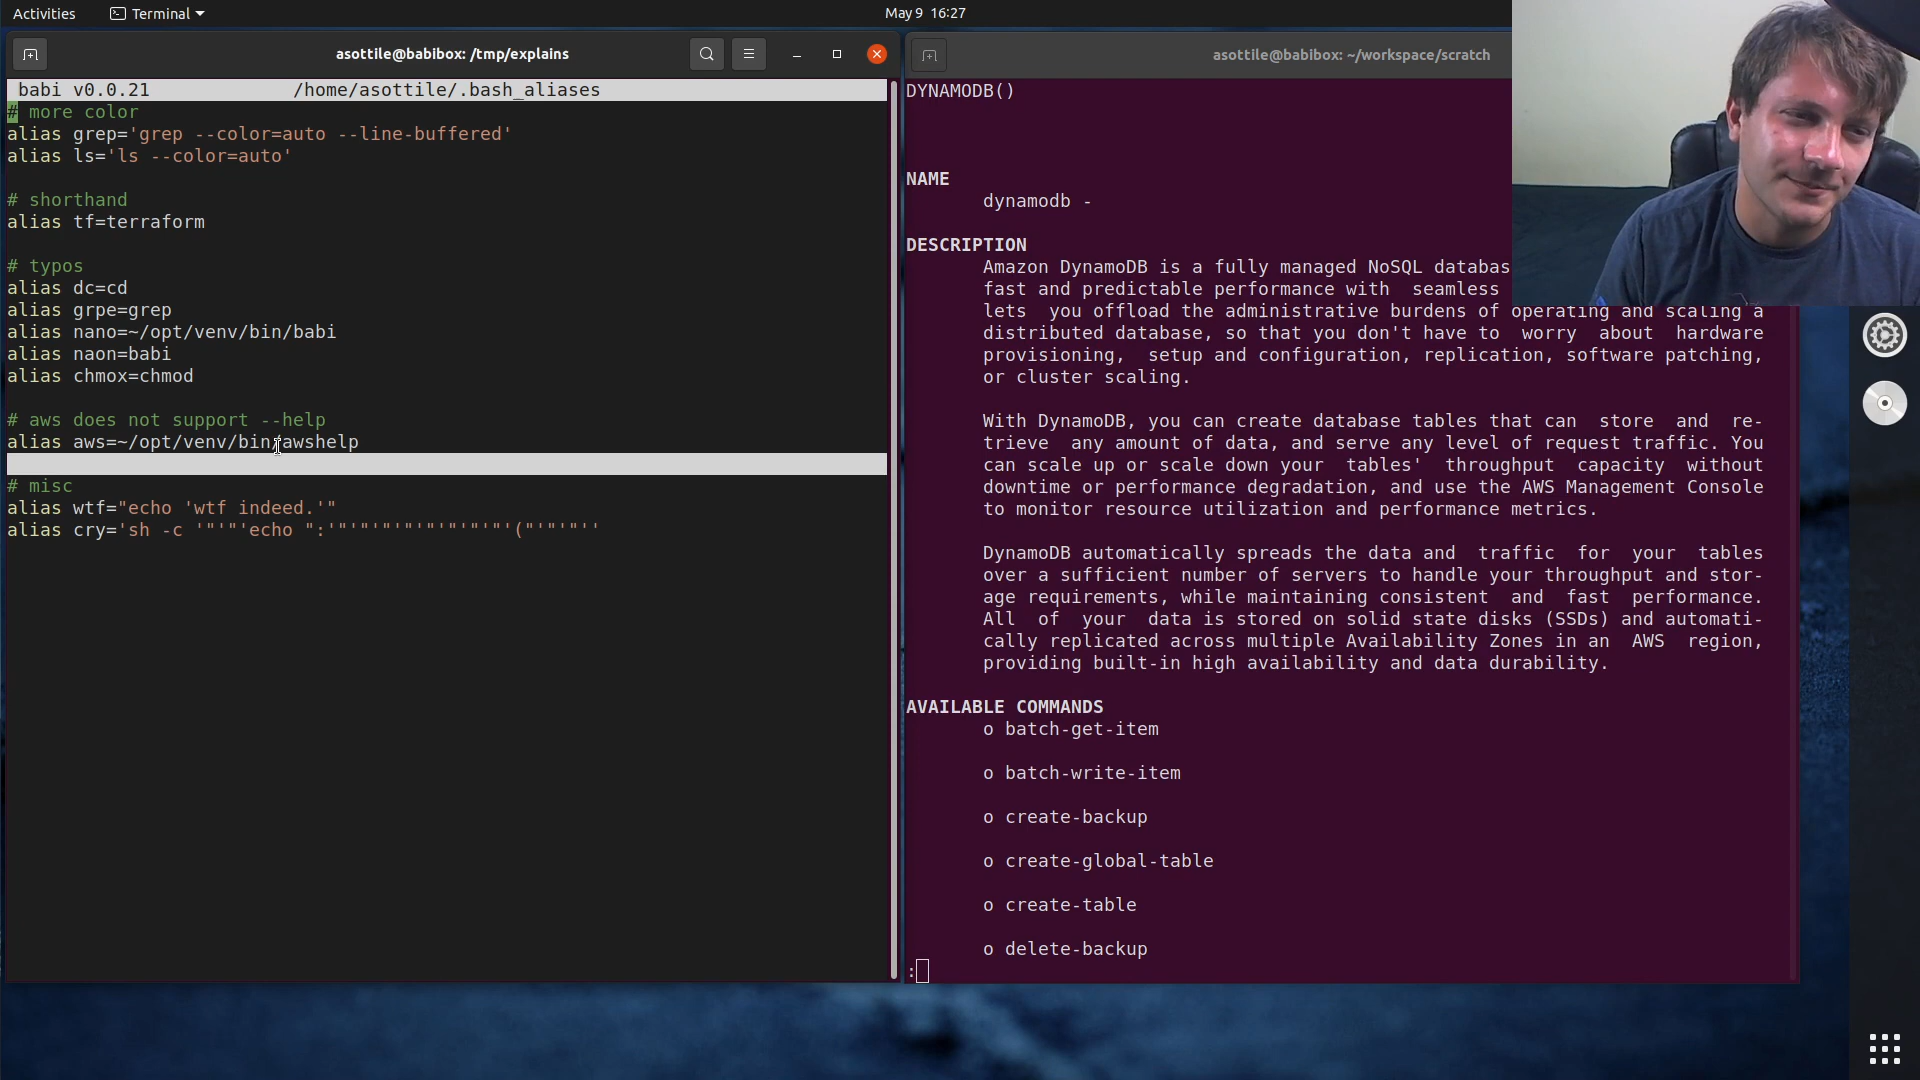 Activities Terminal May 9 16:27
asottile@babibox: /tmp/explains
babi v0.0.21 /home/asottile/.bash_aliases
# more color
alias grep='grep --color=auto --line-buffered'
alias ls='ls --color=auto'
# shorthand
alias tf=terraform
# typos
alias dc=cd
alias grpe=grep
alias nano=~/opt/venv/bin/babi
alias naon=babi
alias chmox=chmod
# aws does not support --help
alias aws=~/opt/venv/bin/awshelp
# misc
alias wtf="echo 'wtf indeed.'"
asottile@babibox: ~/workspace/scratch
DYNAMODB()
NAME
dynamodb -
DESCRIPTION
Amazon DynamoDB is a fully managed NoSQL databas
fast and predictable performance with seamless
lets you offload the administrative burdens of operating and scaling a
distributed database, so that you don't have to worry about hardware
provisioning, setup and configuration, replication, software patching,
or cluster scaling.
With DynamoDB, you can create database tables that can store and re-
trieve any amount of data, and serve any level of request traffic. You
can scale up or scale down your tables' throughput capacity without
downtime or performance degradation, and use the AWS Management Console
to monitor resource utilization and performance metrics.
DynamoDB automatically spreads the data and traffic for your tables
over a sufficient number of servers to handle your throughput and stor-
age requirements, while maintaining consistent and fast performance.
All of your data is stored on solid state disks (SSDs) and automati-
cally replicated across multiple Availability Zones in an AWS region,
providing built-in high availability and data durability.
AVAILABLE COMMANDS
o batch-get-item
o batch-write-item
o create-backup
o create-global-table
o create-table
o delete-backup
: